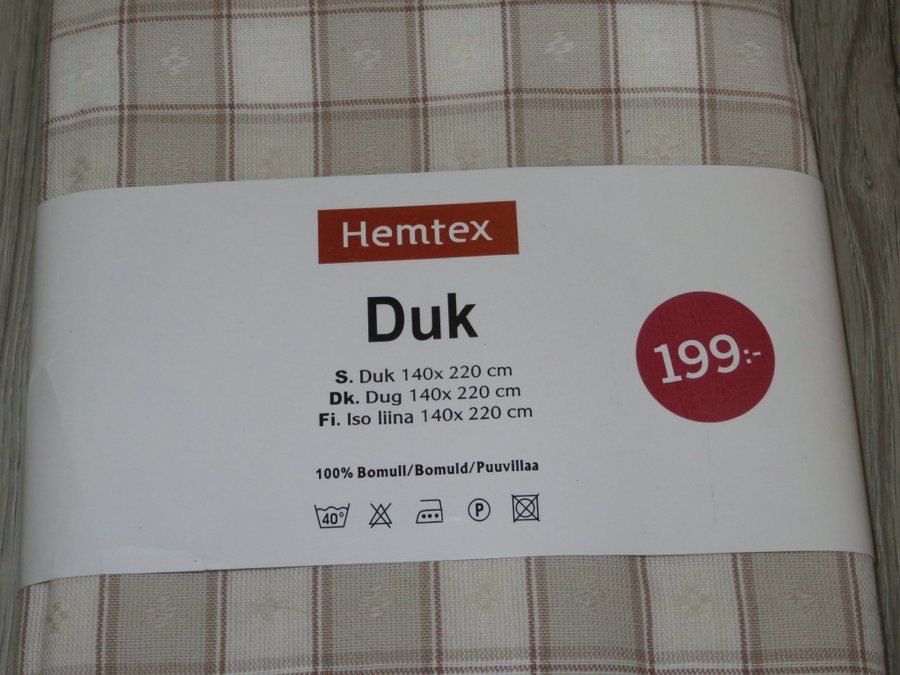 Hemtex
Duk
199:-
S. Duk 140x 220 cm
Dk. Dug 140x 220 cm
Fi. Iso liina 140x 220 cm
100% Bomull/Bomuld/Puuvillaa
40° P